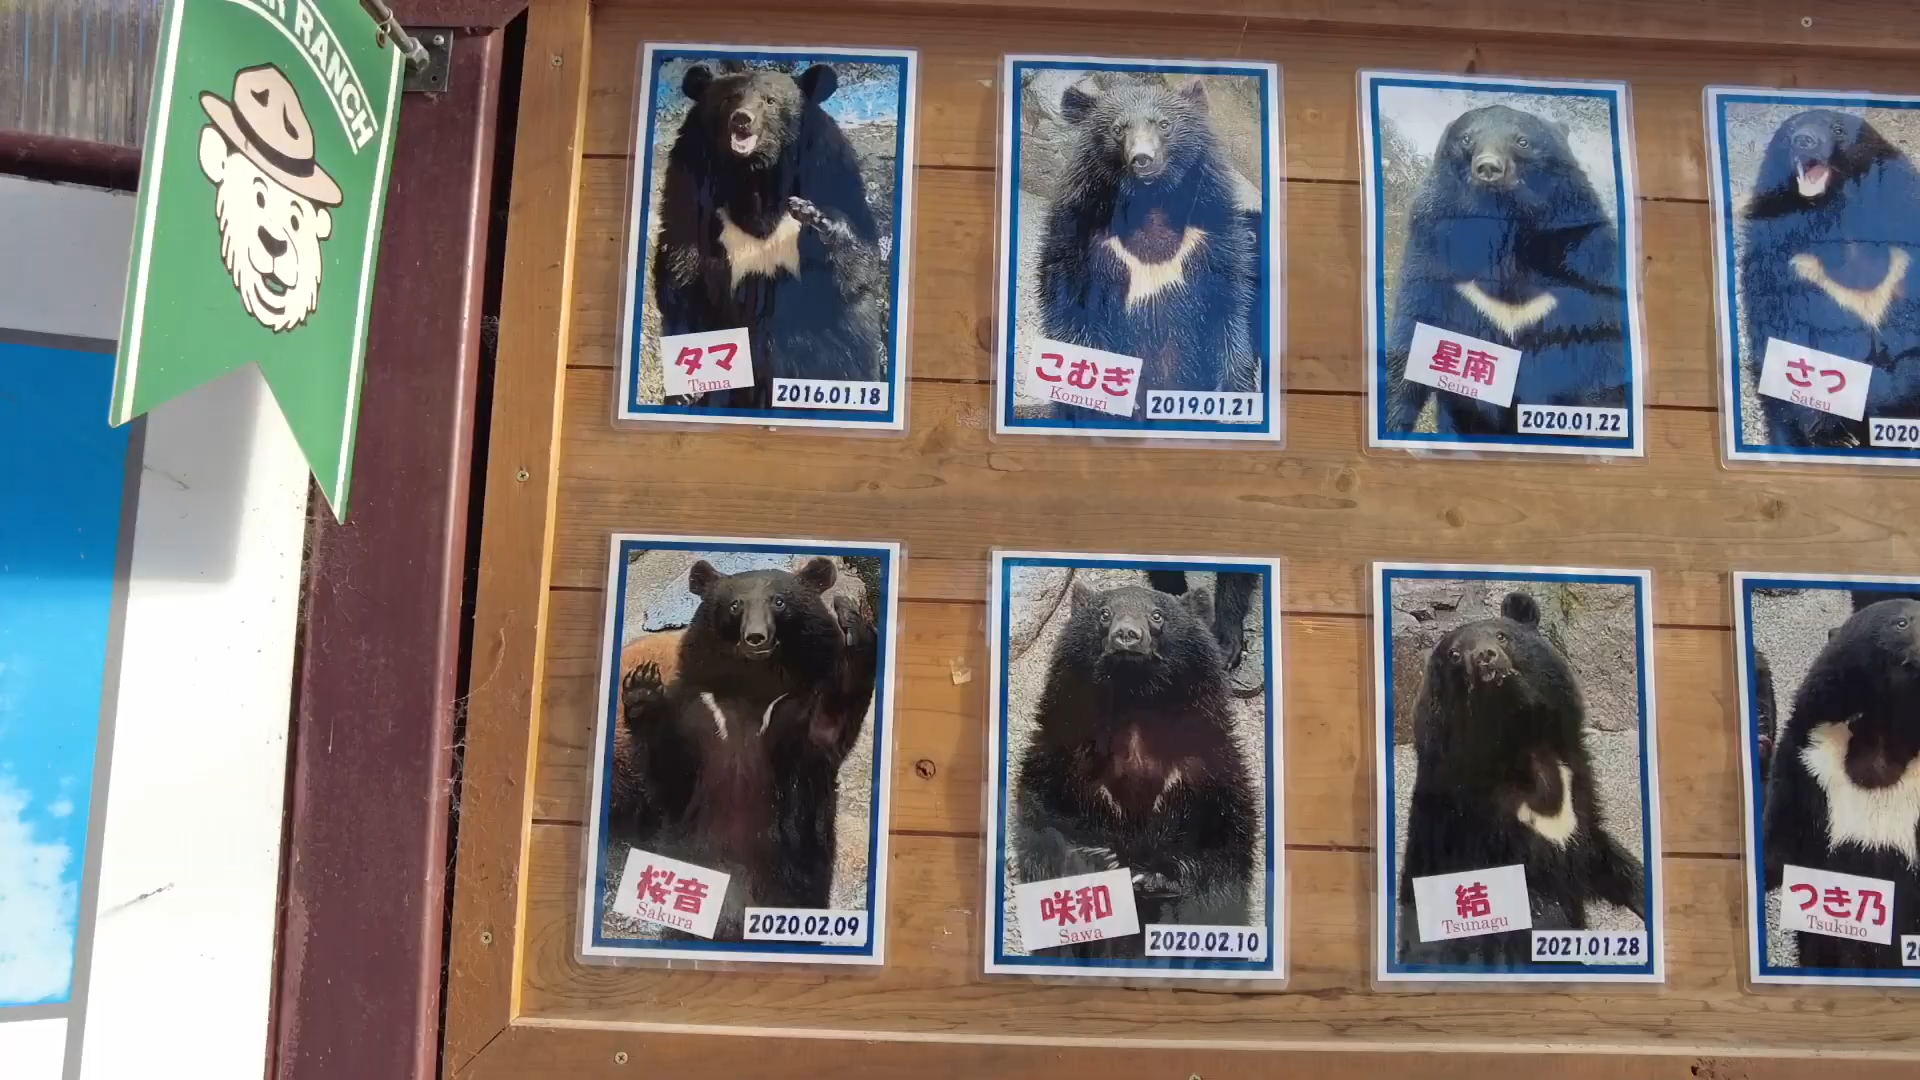 RANCH
タマ
Tama
2016.01.18
こむぎ
Komugi
2019.01.21
星南
Seina
2020.01.22
さつ
Satsu
2020
桜音
Sakura
2020.02.09
咲和
Sawa
2020.02.10
結
Tsunagu
2021.01.28
つき乃
Tsukino